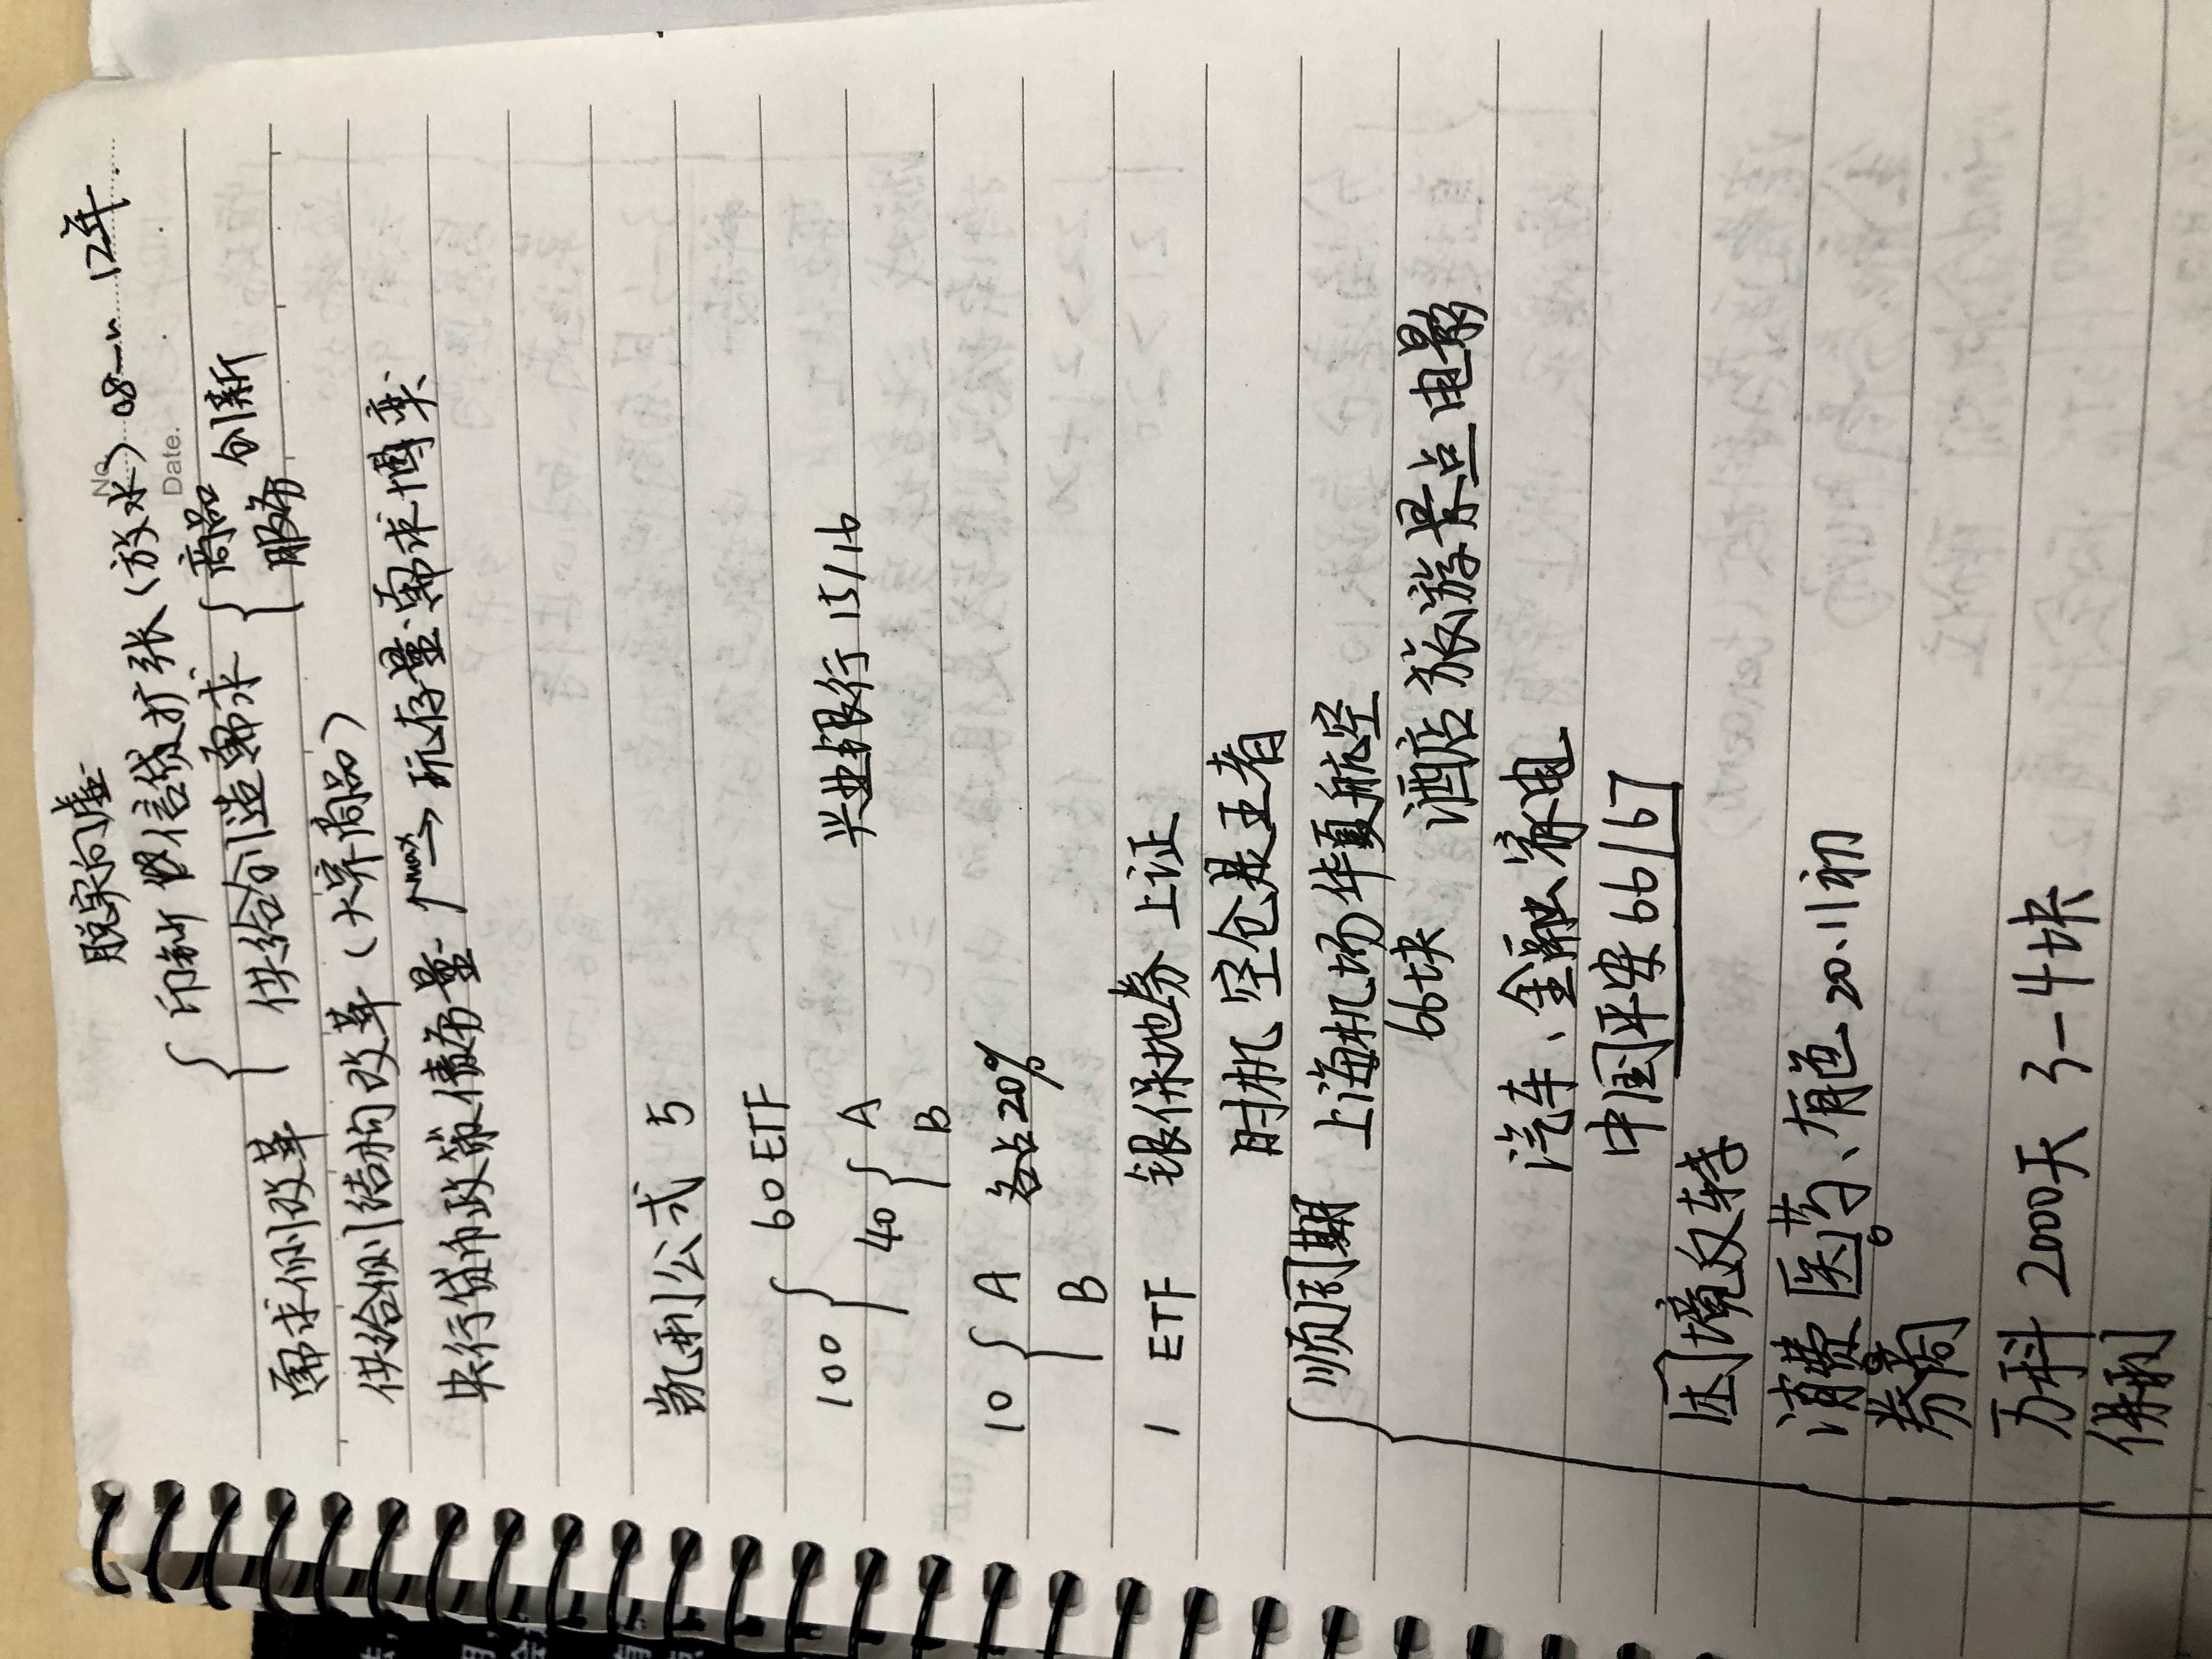 脱实向虚
No.
印钞 信贷扩张（放水）08— 12年.
Date.
需求侧改革 供给创造需求 商品 服务 创新
供给侧结构改革（大宗商品）
央行货币政策债务量 ↑max → 玩存量需求博奕
凯利公式 5
60 ETF
100
40 A 兴业银行 15/16
B
10 A 各占20%
B
1 ETF 银保地券 上证
时机 空仓是王者
顺周期 上海机场 华夏航空
66块 酒店 旅游景点 电影
汽车、金融 家电
中国平安 66/67
困境反转
消费 医药、有色 20.11初
券商
万科 2000天 3-4块
保利